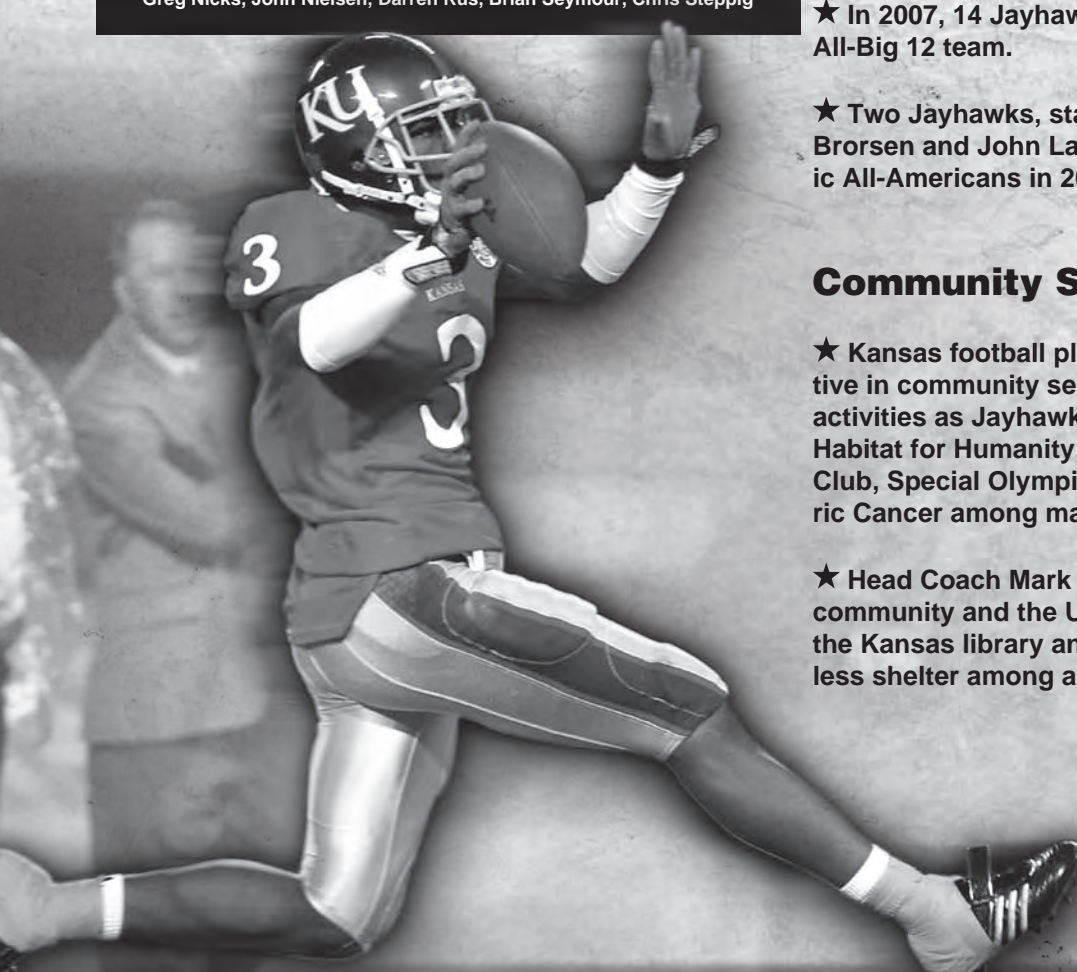 Greg Nicks, John Nielsen, Darren Rus, Brian Seymour, Chris Steppig
★ In 2007, 14 Jayhaw
All-Big 12 team.
★ Two Jayhawks, sta
Brorsen and John La
ic All-Americans in 20
Community S
★ Kansas football pl
tive in community se
activities as Jayhawk
Habitat for Humanity
Club, Special Olympi
ric Cancer among ma
★ Head Coach Mark
community and the U
the Kansas library an
less shelter among a
KU
3
KANSAS
3